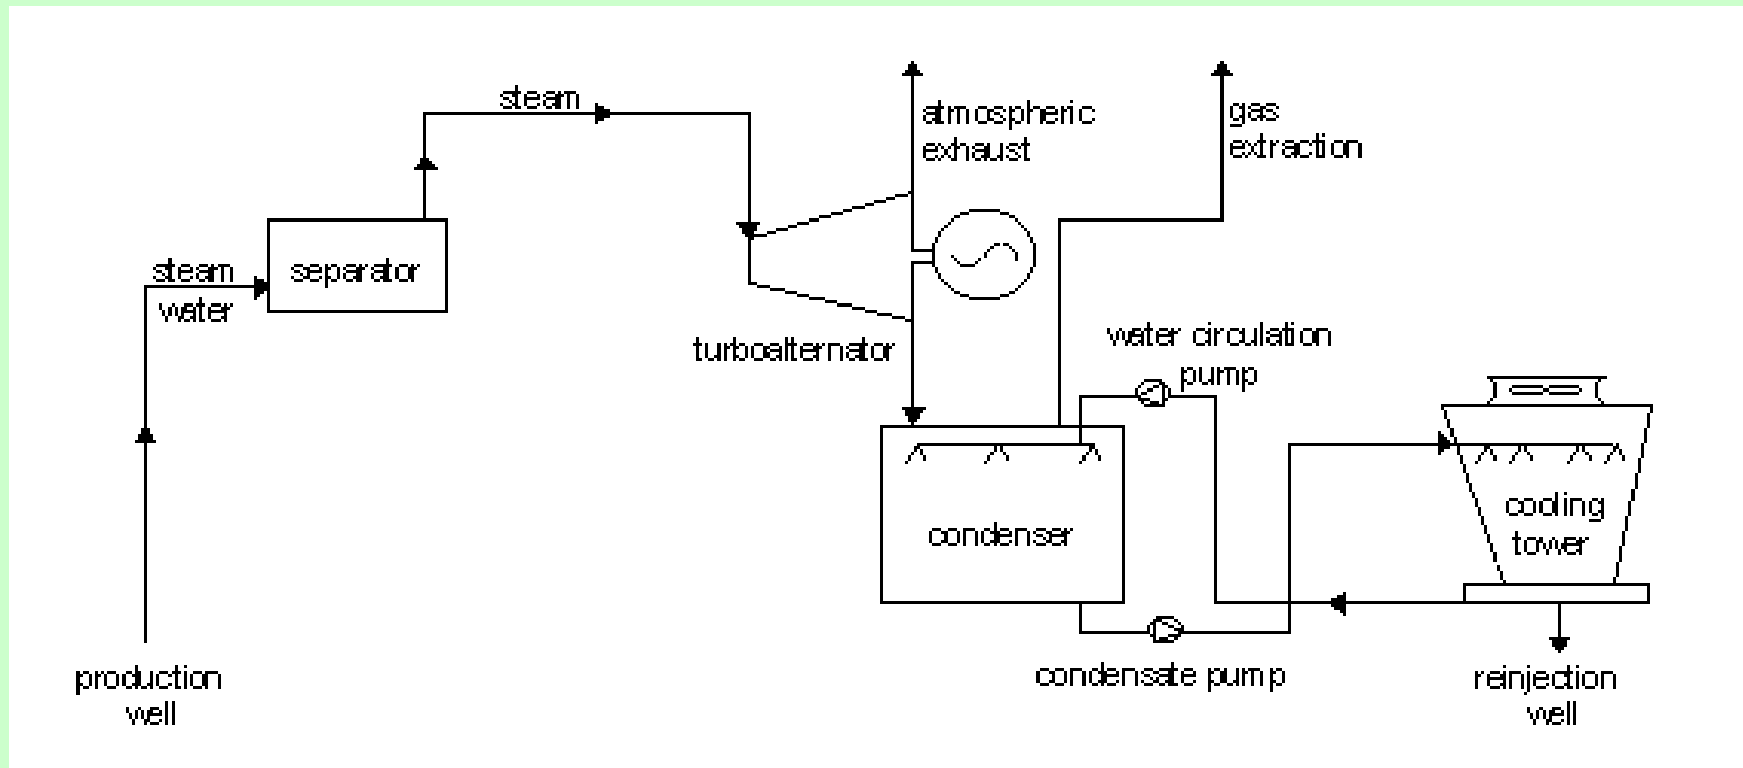 steam
atmospheric
exhaust
gas
extraction
steam
water
separator
turboalternator
water circulation
pump
condenser
cooling
tower
condensate pump
production
well
reinjection
well